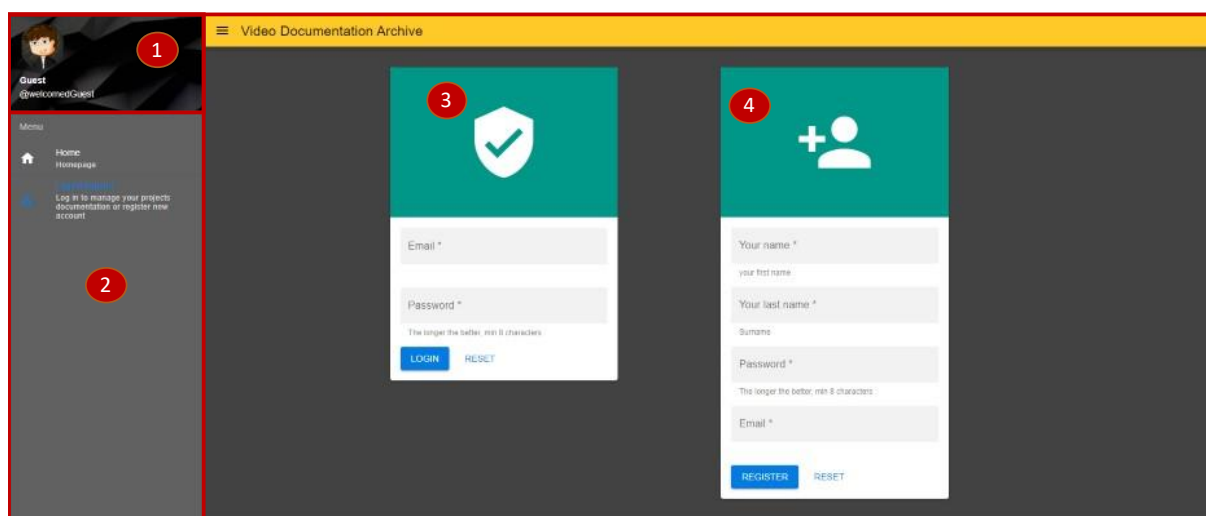 1
Guest
@welcomedGuest
Menu
Home
Homepage
Log in to manage your projects
documentation or register new
account
2
Video Documentation Archive
3
Email *
Password *
The longer the better, min 8 characters
LOGIN RESET
4
Your name *
your first name
Your last name *
Surname
Password *
The longer the better, min 8 characters
Email *
REGISTER RESET